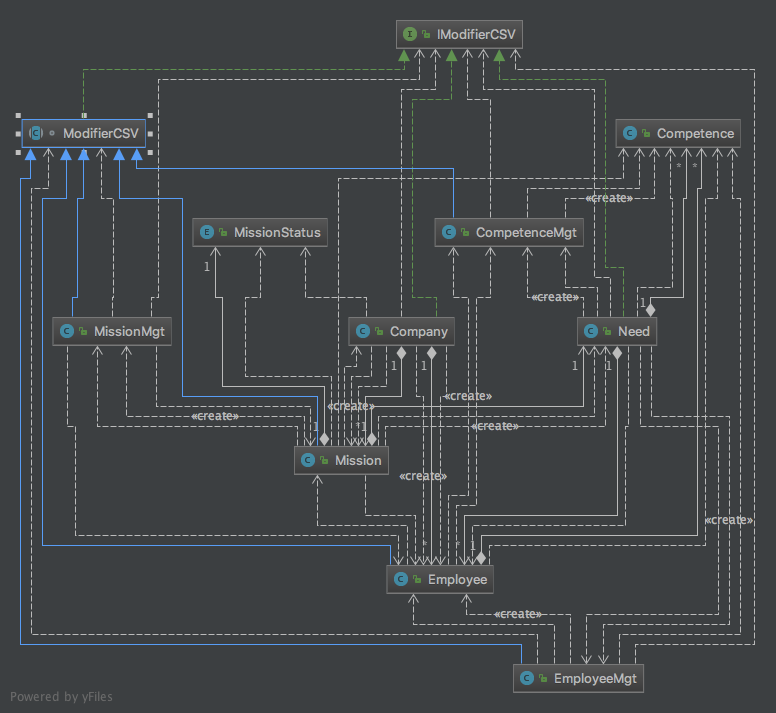 I IModifierCSV
C ModifierCSV
C Competence
* *
«create»
E MissionStatus
C CompetenceMgt
1
«create»
1
C MissionMgt
C Company
C Need
1 1 1 1
«create»
«create»
«create»
1 * 1
«create»
C Mission
«create»
«create»
* * 1
C Employee
«create»
C EmployeeMgt
Powered by yFiles